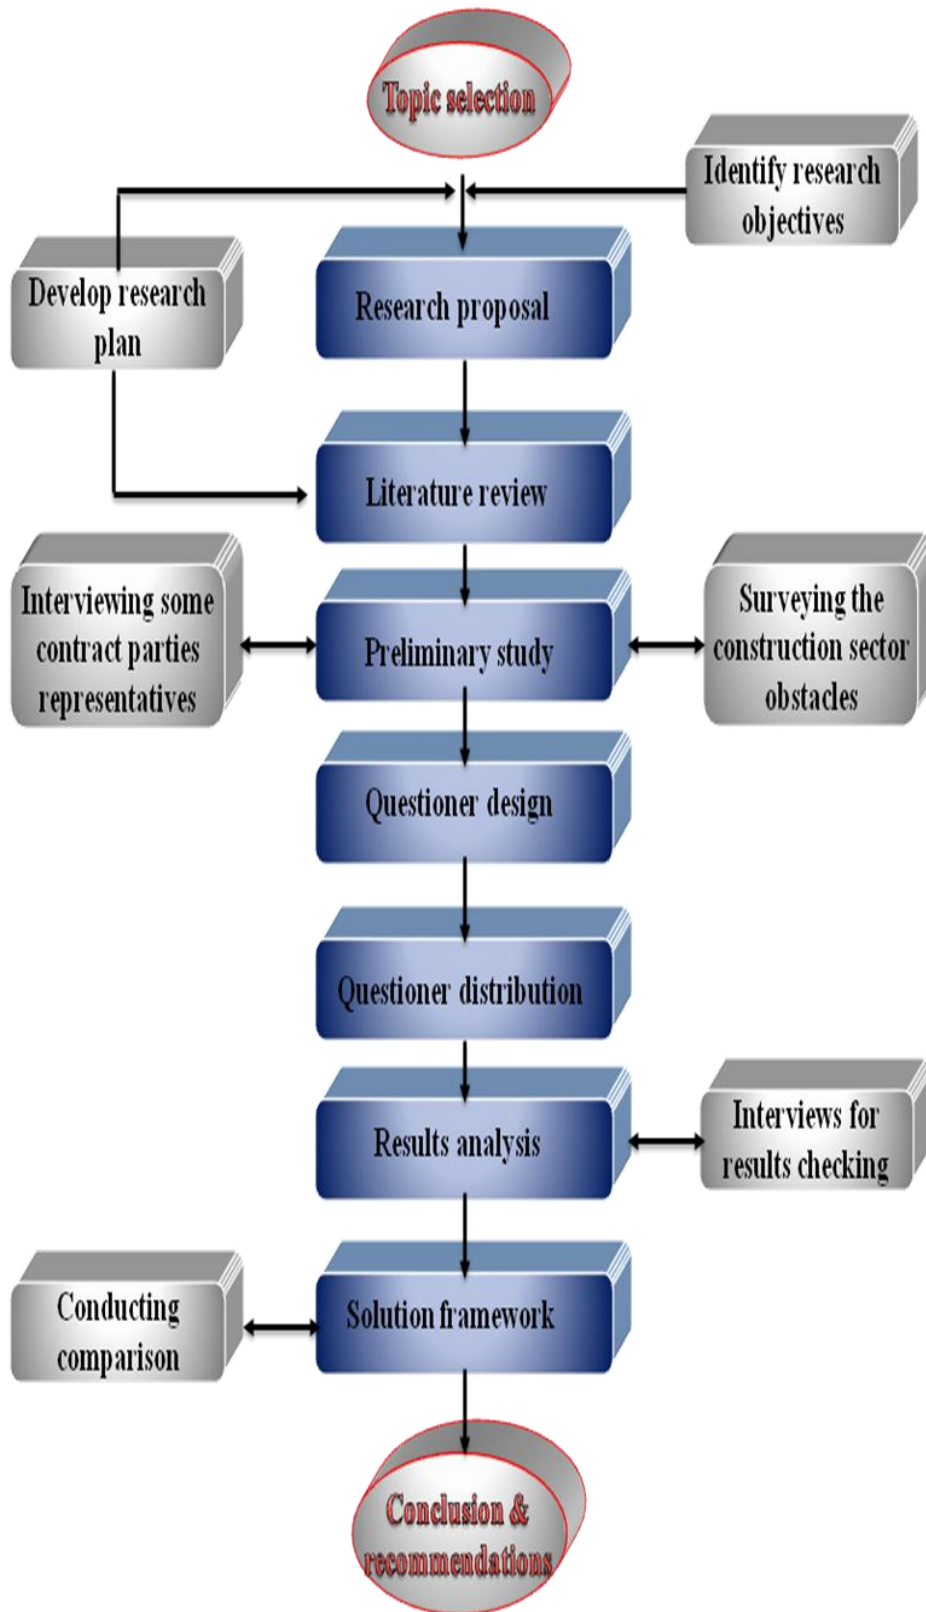 Topic selection
Identify research
objectives
Develop research
plan
Research proposal
Literature review
Interviewing some
contract parties
representatives
Preliminary study
Surveying the
construction sector
obstacles
Questioner design
Questioner distribution
Results analysis
Interviews for
results checking
Conducting
comparison
Solution framework
Conclusion &
recommendations